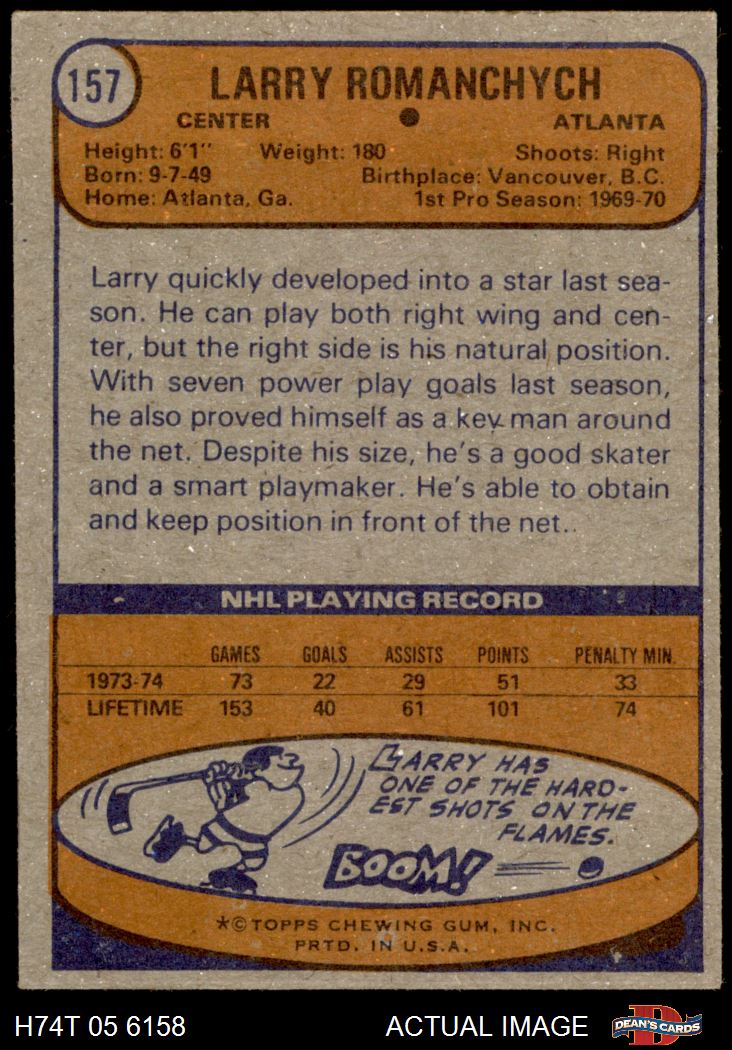 157
LARRY ROMANCHYCH
CENTER ● ATLANTA
Height: 6'1" Weight: 180 Shoots: Right
Born: 9-7-49 Birthplace: Vancouver, B.C.
Home: Atlanta, Ga. 1st Pro Season: 1969-70
Larry quickly developed into a star last sea-
son. He can play both right wing and cen-
ter, but the right side is his natural position.
With seven power play goals last season,
he also proved himself as a key man around
the net. Despite his size, he's a good skater
and a smart playmaker. He's able to obtain
and keep position in front of the net..
NHL PLAYING RECORD
GAMES GOALS ASSISTS POINTS PENALTY MIN.
1973-74 73 22 29 51 33
LIFETIME 153 40 61 101 74
LARRY HAS
ONE OF THE HARD-
EST SHOTS ON THE
FLAMES.
BOOM!
*© TOPPS CHEWING GUM, INC.
PRTD. IN U.S.A.
H74T 05 6158 ACTUAL IMAGE
D
DEAN'S CARDS